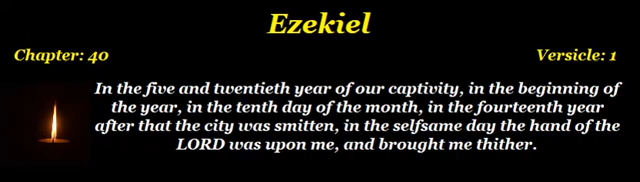 Ezekiel
Chapter: 40
Versicle: 1
In the five and twentieth year of our captivity, in the beginning of
the year, in the tenth day of the month, in the fourteenth year
after that the city was smitten, in the selfsame day the hand of the
LORD was upon me, and brought me thither.